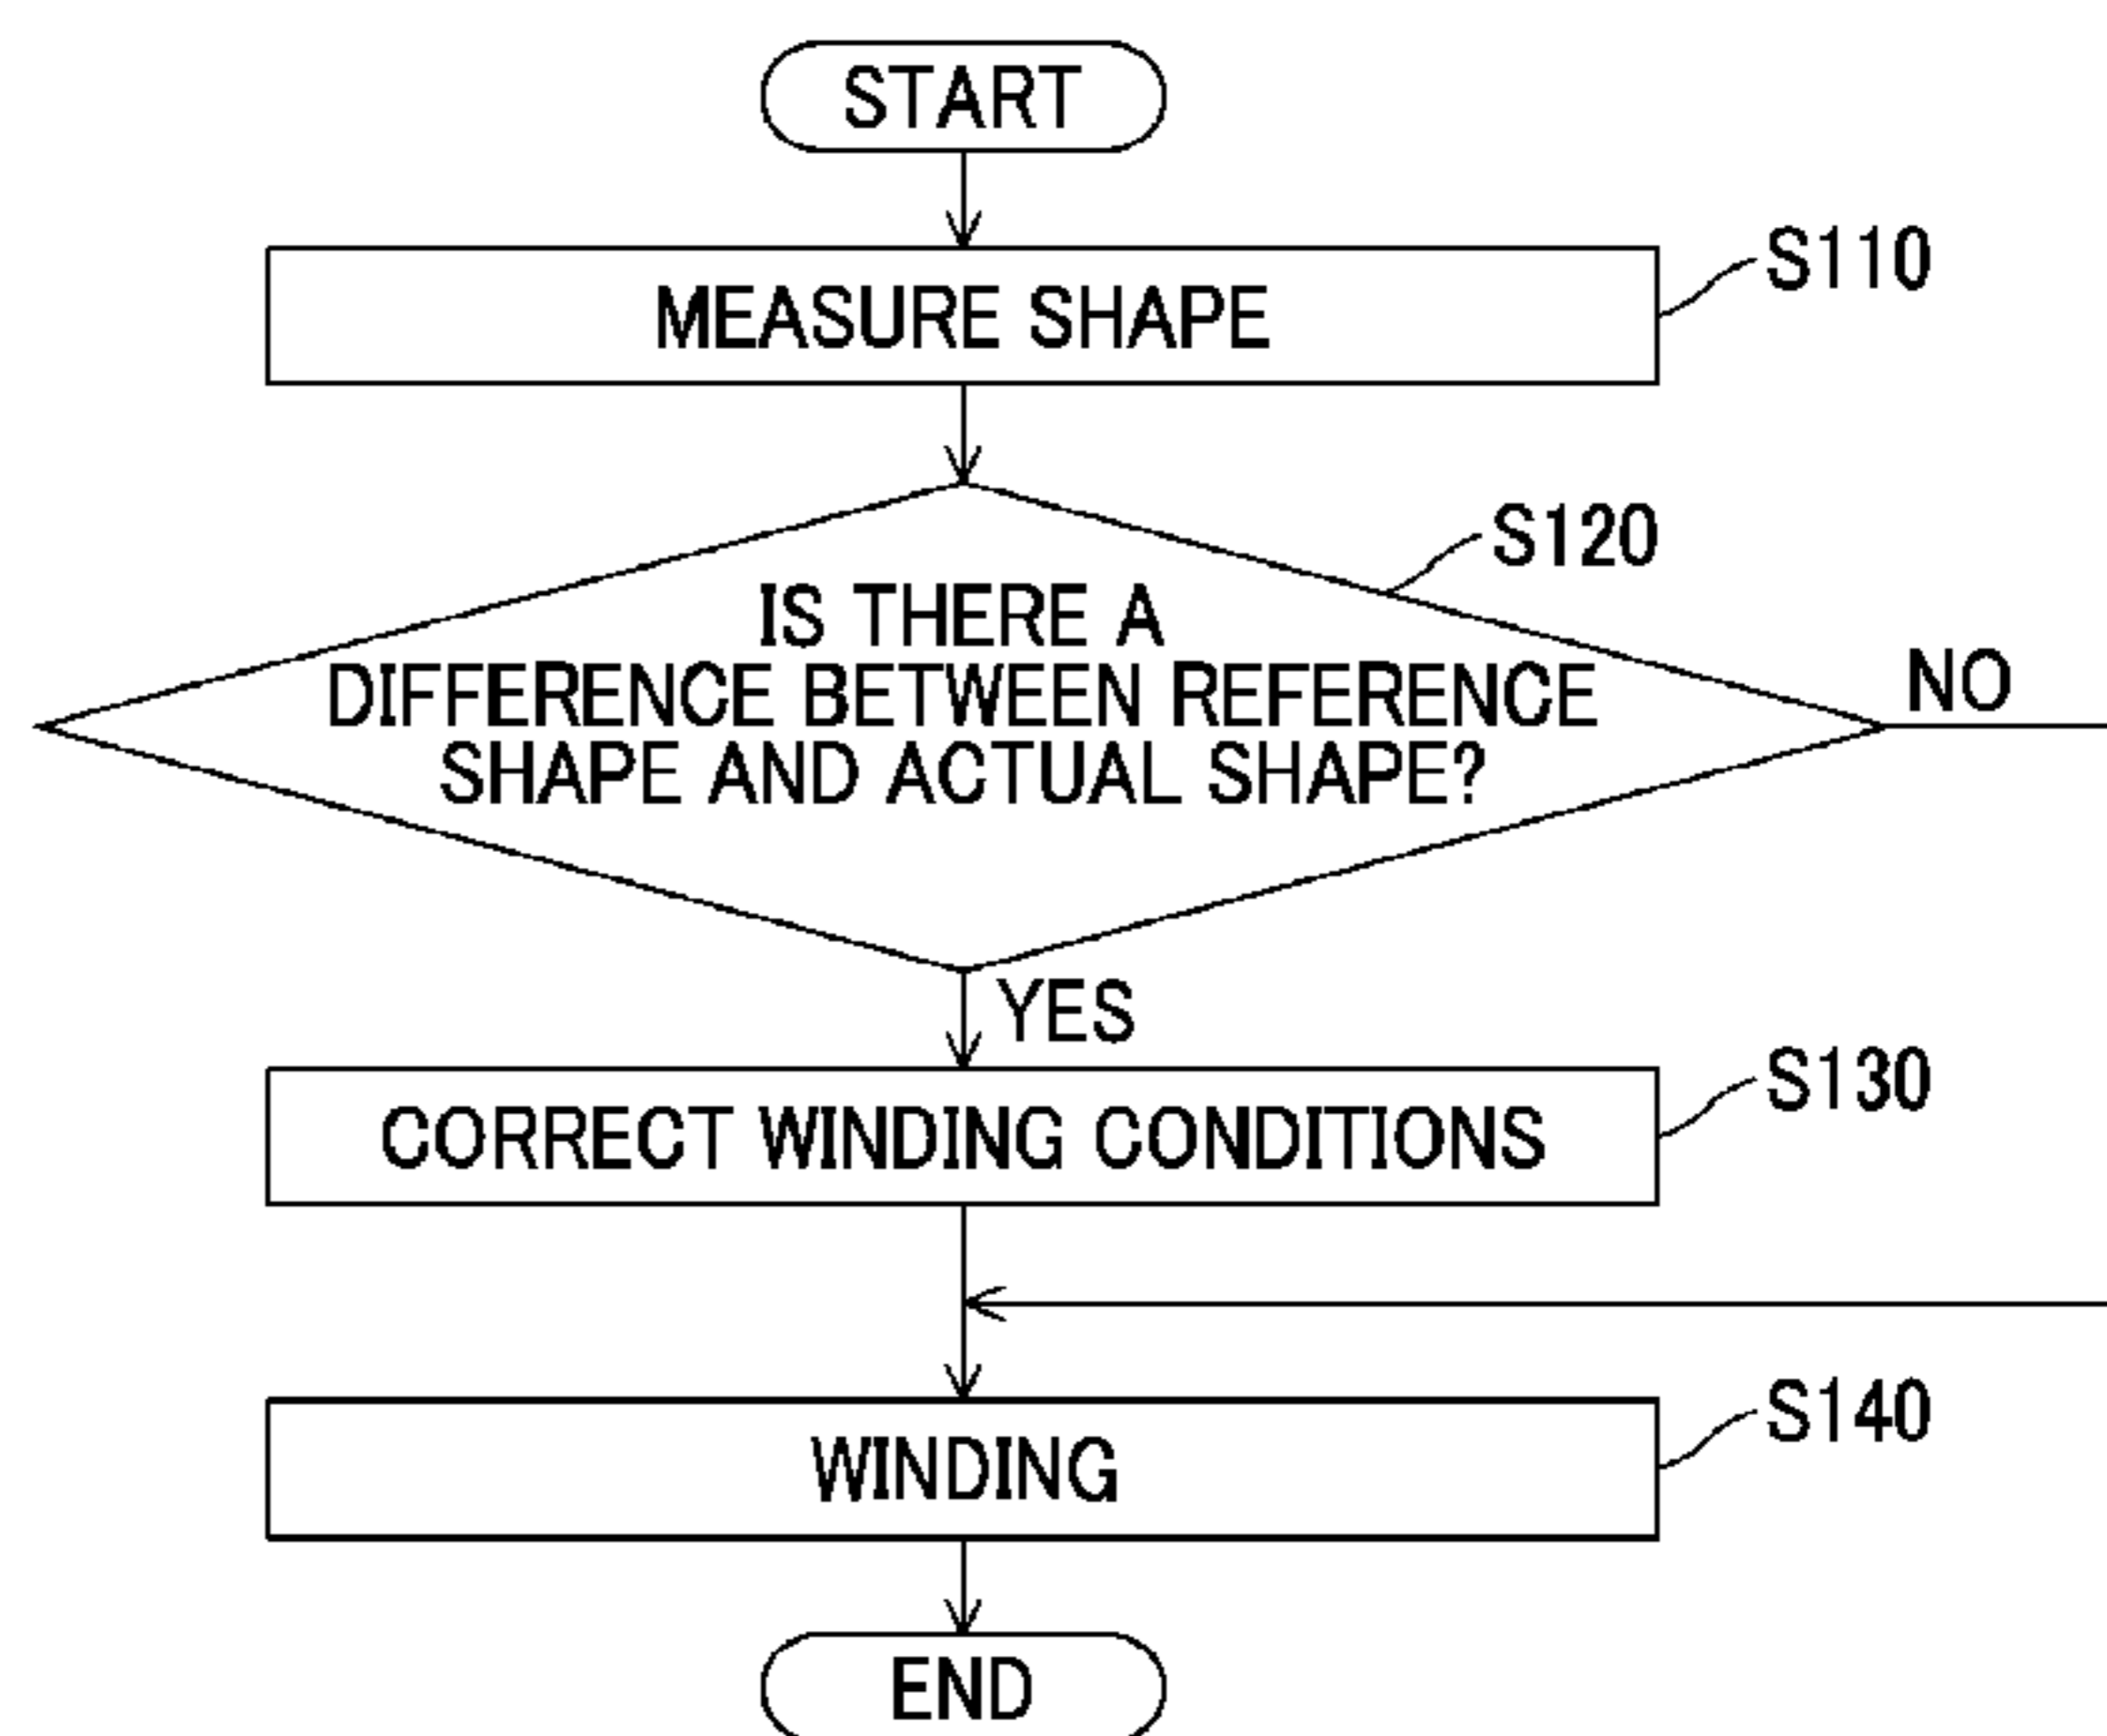 START
MEASURE SHAPE
S110
S120
IS THERE A
DIFFERENCE BETWEEN REFERENCE
SHAPE AND ACTUAL SHAPE?
NO
YES
CORRECT WINDING CONDITIONS
S130
WINDING
S140
END